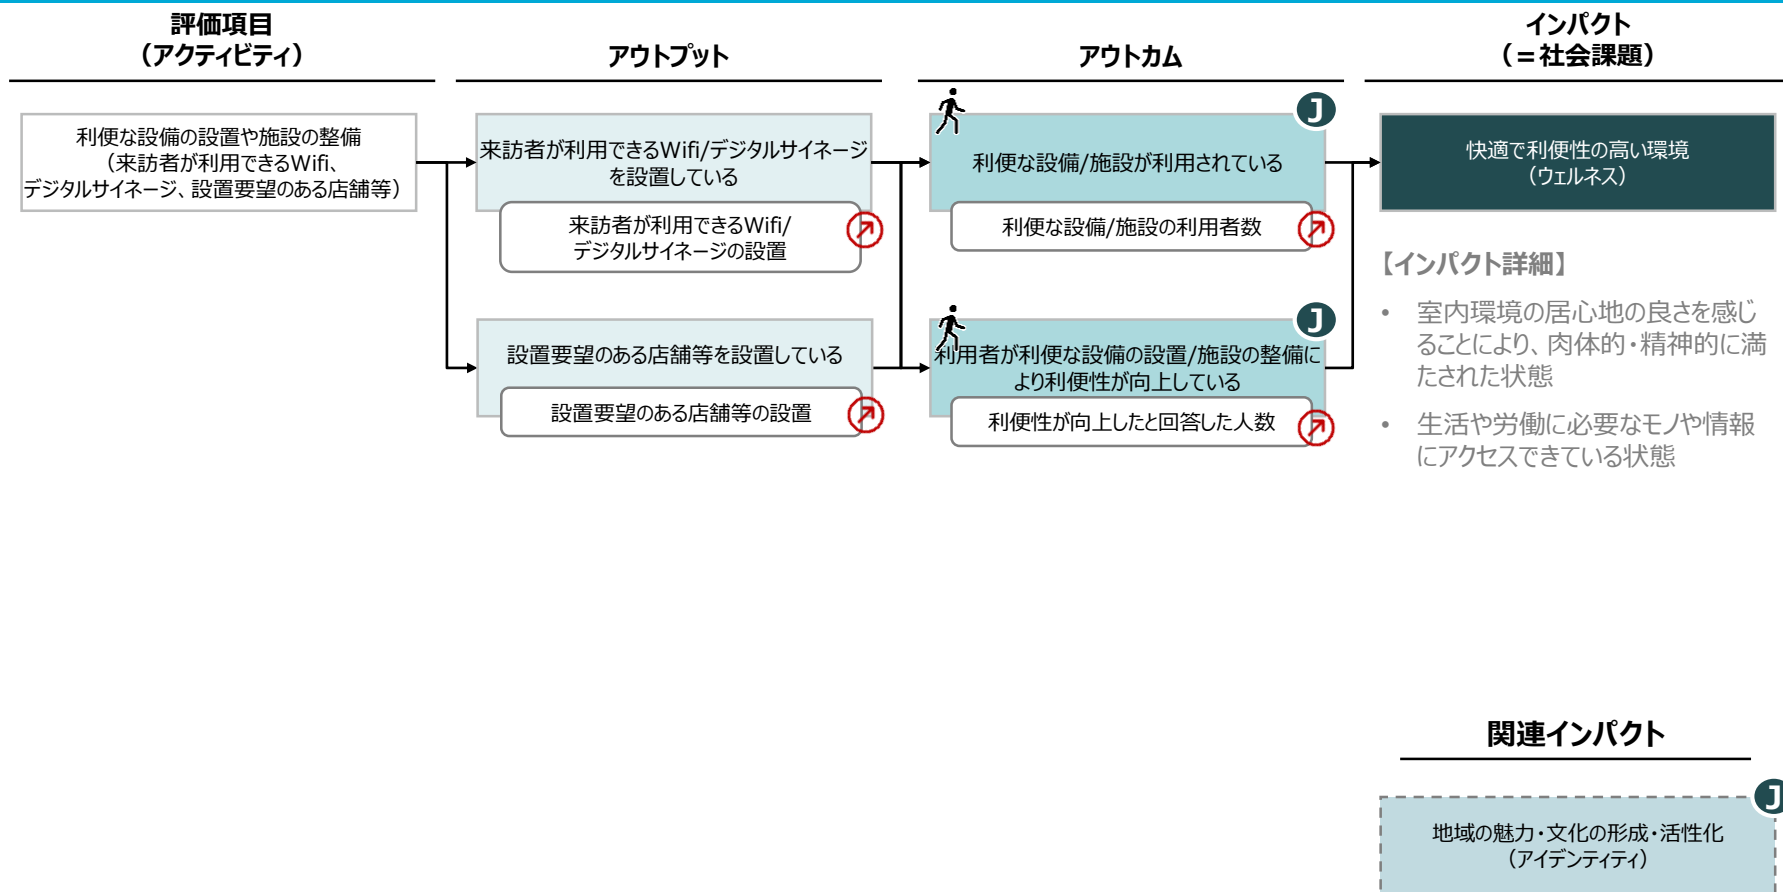 評価項目
（アクティビティ）
アウトプット
アウトカム
インパクト
（＝社会課題）
利便な設備の設置や施設の整備
（来訪者が利用できるWifi、
デジタルサイネージ、設置要望のある店舗等）
来訪者が利用できるWifi/デジタルサイネージ
を設置している
来訪者が利用できるWifi/
デジタルサイネージの設置
設置要望のある店舗等を設置している
設置要望のある店舗等の設置
J
利便な設備/施設が利用されている
利便な設備/施設の利用者数
J
利用者が利便な設備の設置/施設の整備に
より利便性が向上している
利便性が向上したと回答した人数
快適で利便性の高い環境
（ウェルネス）
【インパクト詳細】
• 室内環境の居心地の良さを感じ
ることにより、肉体的・精神的に満
たされた状態
• 生活や労働に必要なモノや情報
にアクセスできている状態
関連インパクト
J
地域の魅力・文化の形成・活性化
（アイデンティティ）